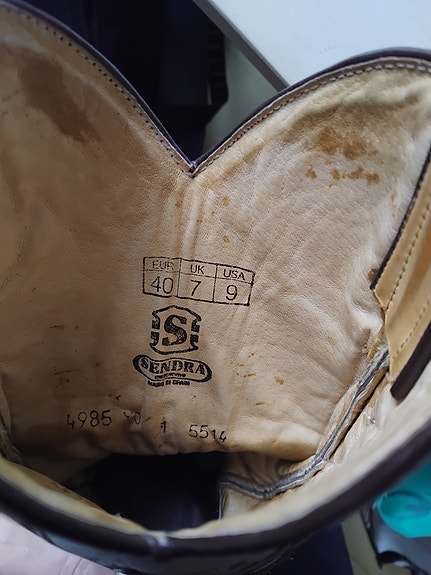 EUR UK USA
40 7 9
S
SENDRA
MADE IN SPAIN
4985 1 5514